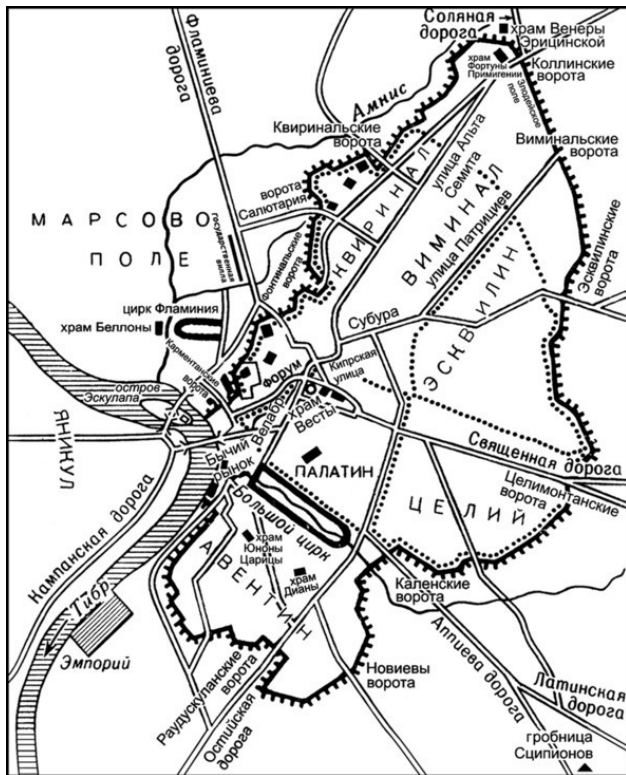 Соляная
дорога
храм Венеры
Эрицинской
храм
Фортуны
Примигении
Коллинские
ворота
Злодейское
поле
Фламиниева
дорога
Амнис
Квиринальские
ворота
Виминальские
ворота
улица Альта
Семита
КВИРИНАЛ
ВИМИНАЛ
улица Патрициев
ворота
Салютария
МАРСОВО
ПОЛЕ
государственная
вилла
Фонтинальские
ворота
Эсквилинские
ворота
ЭСКВИЛИН
цирк Фламиния
храм Беллоны
Субура
Карментанские
ворота
Форум
Кипрская
улица
остров
Эскулапа
Велабр
храм
Весты
ЯНИКУЛ
Бычий
рынок
ПАЛАТИН
Священная дорога
Целимонтанские
ворота
ЦЕЛИЙ
Большой цирк
Кампанская дорога
храм
Юноны
Царицы
АВЕНТИН
храм
Дианы
Каленские
ворота
Тибр
Эмпорий
Аппиева дорога
Новиевы
ворота
Латинская
дорога
Раудускуланские
ворота
Остийская
дорога
гробница
Сципионов